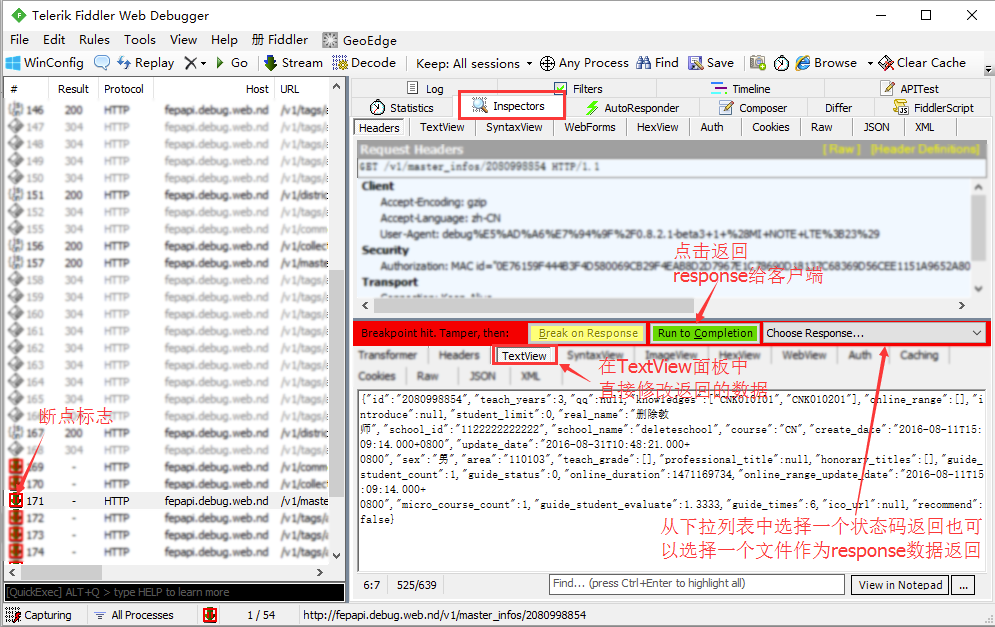 Telerik Fiddler Web Debugger
File Edit Rules Tools View Help 册 Fiddler GeoEdge
WinConfig Replay Go Stream Decode Keep: All sessions Any Process Find Save Browse Clear Cache
# Result Protocol Host URL
146 200 HTTP fepapi.debug.web.nd /v1/tags/
147 304 HTTP fepapi.debug.web.nd /v1/tags/
148 304 HTTP fepapi.debug.web.nd /v1/tags/
149 304 HTTP fepapi.debug.web.nd /v1/tags/
150 304 HTTP fepapi.debug.web.nd /v1/tags/
151 200 HTTP fepapi.debug.web.nd /v1/distric
152 304 HTTP fepapi.debug.web.nd /v1/tags/
155 304 HTTP fepapi.debug.web.nd /v1/comm
156 200 HTTP fepapi.debug.web.nd /v1/collec
157 200 HTTP fepapi.debug.web.nd /v1/maste
158 304 HTTP fepapi.debug.web.nd /v1/tags/
159 304 HTTP fepapi.debug.web.nd /v1/tags/
160 304 HTTP fepapi.debug.web.nd /v1/tags/
161 304 HTTP fepapi.debug.web.nd /v1/tags/
162 304 HTTP fepapi.debug.web.nd /v1/tags/
163 304 HTTP fepapi.debug.web.nd /v1/tags/
164 304 HTTP fepapi.debug.web.nd /v1/tags/
165 304 HTTP fepapi.debug.web.nd /v1/tags/
断点标志
167 200 HTTP fepapi.debug.web.nd /v1/distric
304 HTTP fepapi.debug.web.nd /v1/tags/
169 - HTTP fepapi.debug.web.nd /v1/comm
170 - HTTP fepapi.debug.web.nd /v1/collec
171 - HTTP fepapi.debug.web.nd /v1/maste
172 - HTTP fepapi.debug.web.nd /v1/tags/
173 - HTTP fepapi.debug.web.nd /v1/tags/
174 - HTTP fepapi.debug.web.nd /v1/tags/
[QuickExec] ALT+Q > type HELP to learn more
Log Filters Timeline APITest
Statistics Inspectors AutoResponder Composer Differ FiddlerScript
Headers TextView SyntaxView WebForms HexView Auth Cookies Raw JSON XML
Request Headers [ Raw ] [Header Definitions]
GET /v1/master_infos/2080998854 HTTP/1.1
Client
Accept-Encoding: gzip
Accept-Language: zh-CN
User-Agent: debug%E5%AD%A6%E7%94%9F%2F0.8.2.1-beta3+1+%28MI+NOTE+LTE%3B23%29
Security
点击返回
response给客户端
Transport
Breakpoint hit. Tamper, then: Break on Response Run to Completion Choose Response...
Transformer Headers TextView SyntaxView ImageView HexView WebView Auth Caching
Cookies Raw JSON XML
在TextView面板中
直接修改返回的数据
{"id":"2080998854","teach_years":3,"qq":null,"knowledges":["CNK010101","CNK010201"],"online_range":[],"i
ntroduce":null,"student_limit":0,"real_name":"删除教
师","school_id":"1122222222222","school_name":"deleteschool","course":"CN","create_date":"2016-08-11T15:
09:14.000+0800","update_date":"2016-08-31T10:48:21.000+
0800","sex":"男","area":"110103","teach_grade":[],"professional_title":null,"honorary_titles":[],"guide_
student_count":1,"guide_status":0,"online_duration":1471169734,"online_range_update_date":"2016-08-11T15
:09:14.000+
0800","micro_course_count":1,"guide_student_evaluate":1.3333,"guide_times":6,"ico_url":null,"recommend":
false}
从下拉列表中选择一个状态码返回也可
以选择一个文件作为response数据返回
6:7 525/639 Find... (press Ctrl+Enter to highlight all) View in Notepad ...
Capturing All Processes 1 / 54 http://fepapi.debug.web.nd/v1/master_infos/2080998854